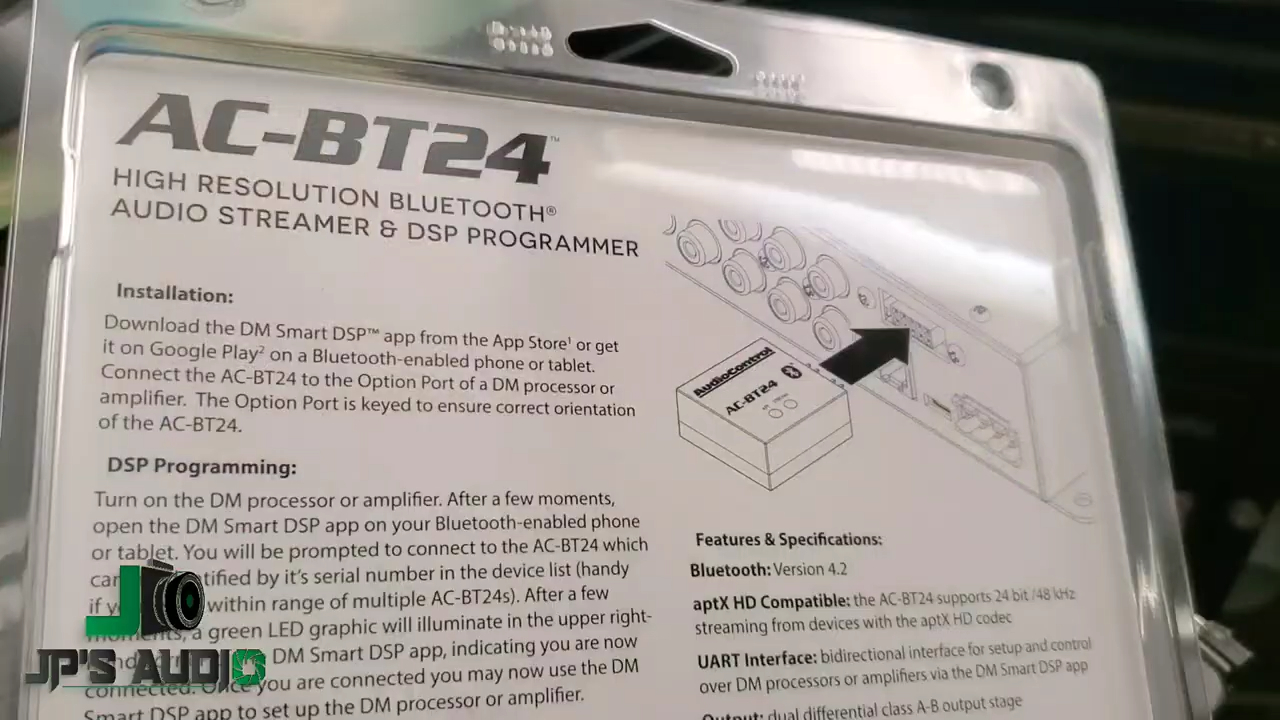 AC-BT24™
HIGH RESOLUTION BLUETOOTH®
AUDIO STREAMER & DSP PROGRAMMER
Installation:
Download the DM Smart DSP™ app from the App Store¹ or get
it on Google Play² on a Bluetooth-enabled phone or tablet.
Connect the AC-BT24 to the Option Port of a DM processor or
amplifier. The Option Port is keyed to ensure correct orientation
of the AC-BT24.
DSP Programming:
Turn on the DM processor or amplifier. After a few moments,
open the DM Smart DSP app on your Bluetooth-enabled phone
or tablet. You will be prompted to connect to the AC-BT24 which
can be identified by it's serial number in the device list (handy
if you within range of multiple AC-BT24s). After a few
moments, a green LED graphic will illuminate in the upper right-
DM Smart DSP app, indicating you are now
connected. Once you are connected you may now use the DM
Smart DSP app to set up the DM processor or amplifier.
AudioControl
AC-BT24
Features & Specifications:
Bluetooth: Version 4.2
aptX HD Compatible: the AC-BT24 supports 24 bit /48 kHz
streaming from devices with the aptX HD codec
UART Interface: bidirectional interface for setup and control
over DM processors or amplifiers via the DM Smart DSP app
Output: dual differential class A-B output stage
JP'S AUDIO